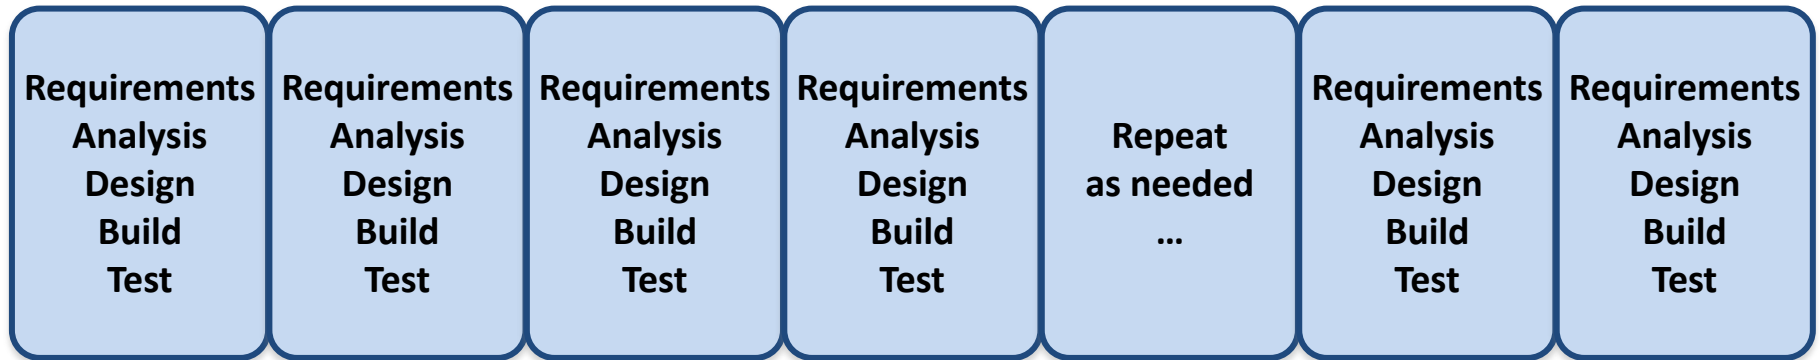 Requirements
Analysis
Design
Build
Test
Requirements
Analysis
Design
Build
Test
Requirements
Analysis
Design
Build
Test
Requirements
Analysis
Design
Build
Test
Repeat
as needed
...
Requirements
Analysis
Design
Build
Test
Requirements
Analysis
Design
Build
Test